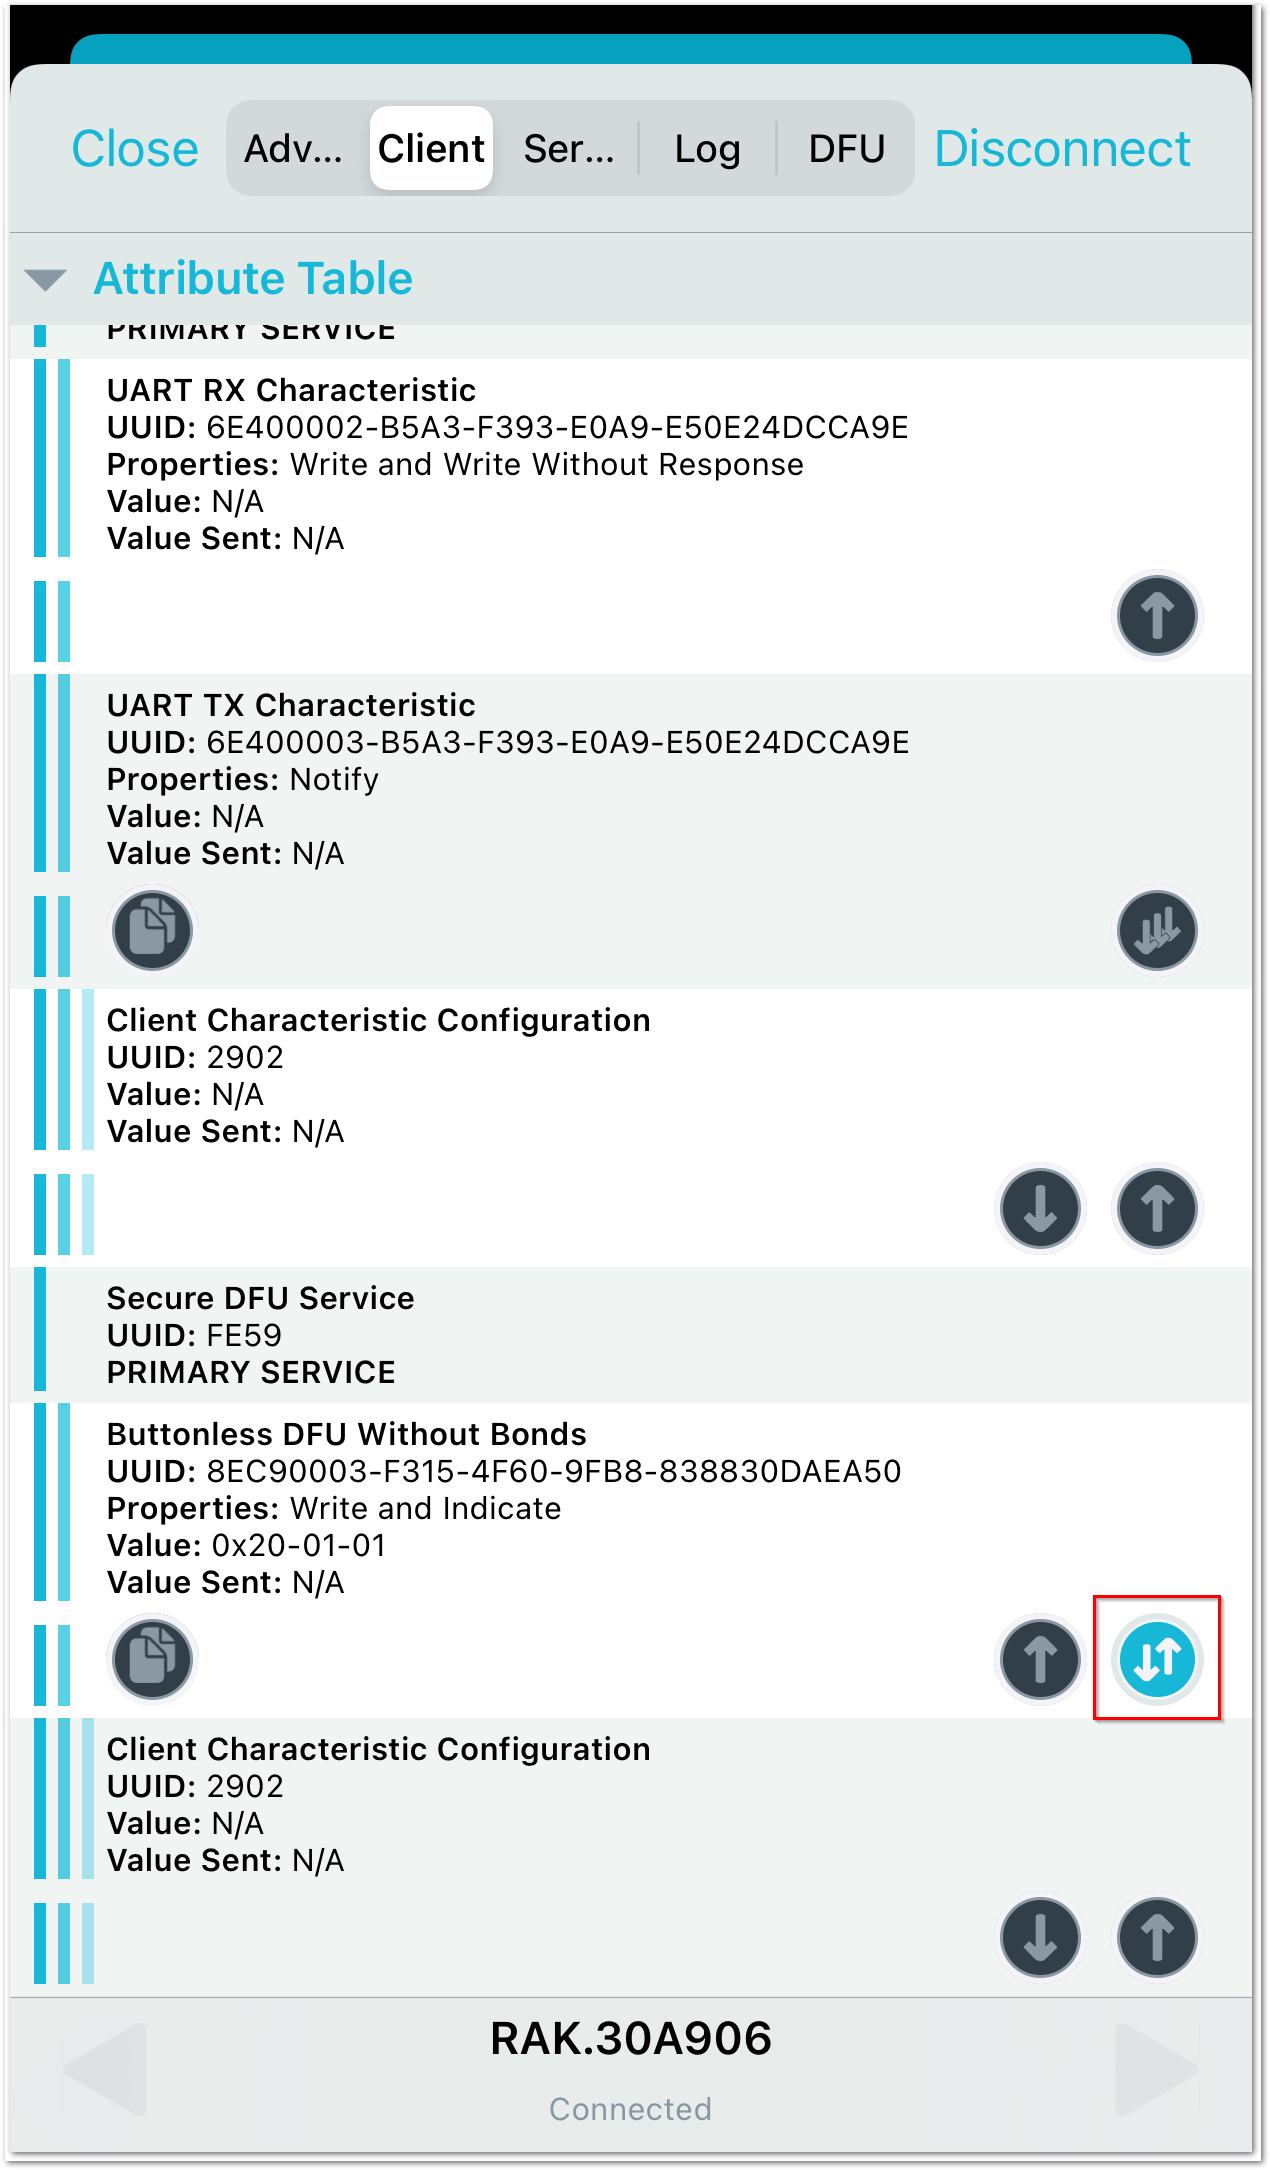 Close Adv... Client Ser... Log DFU Disconnect
Attribute Table
PRIMARY SERVICE
UART RX Characteristic
UUID: 6E400002-B5A3-F393-E0A9-E50E24DCCA9E
Properties: Write and Write Without Response
Value: N/A
Value Sent: N/A
UART TX Characteristic
UUID: 6E400003-B5A3-F393-E0A9-E50E24DCCA9E
Properties: Notify
Value: N/A
Value Sent: N/A
Client Characteristic Configuration
UUID: 2902
Value: N/A
Value Sent: N/A
Secure DFU Service
UUID: FE59
PRIMARY SERVICE
Buttonless DFU Without Bonds
UUID: 8EC90003-F315-4F60-9FB8-838830DAEA50
Properties: Write and Indicate
Value: 0x20-01-01
Value Sent: N/A
Client Characteristic Configuration
UUID: 2902
Value: N/A
Value Sent: N/A
RAK.30A906
Connected